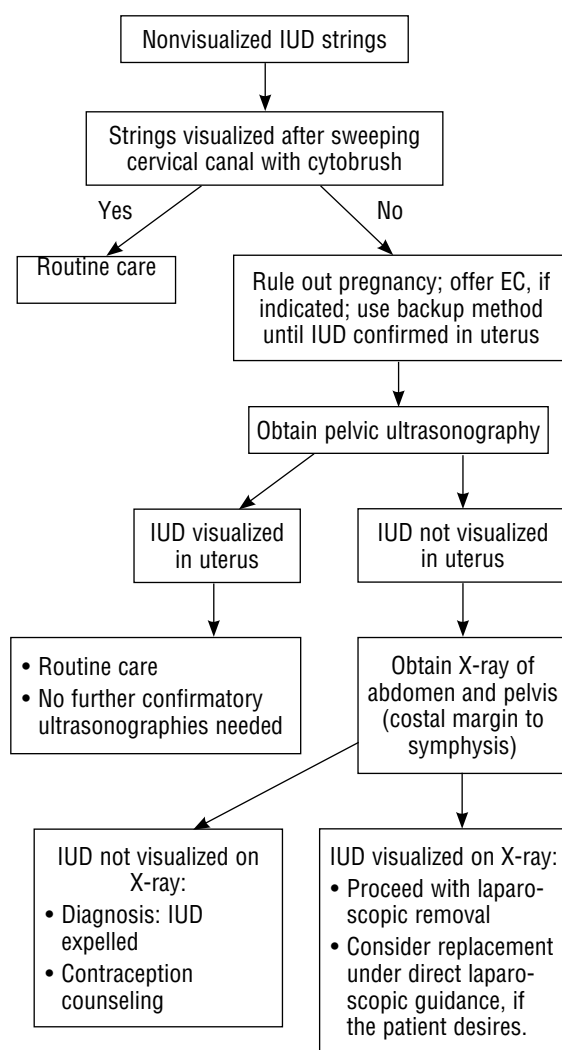 Nonvisualized IUD strings
Strings visualized after sweeping
cervical canal with cytobrush
Yes
No
Routine care
Rule out pregnancy; offer EC, if
indicated; use backup method
until IUD confirmed in uterus
Obtain pelvic ultrasonography
IUD visualized
in uterus
IUD not visualized
in uterus
• Routine care
• No further confirmatory
ultrasonographies needed
Obtain X-ray of
abdomen and pelvis
(costal margin to
symphysis)
IUD not visualized on
X-ray:
• Diagnosis: IUD
expelled
• Contraception
counseling
IUD visualized on X-ray:
• Proceed with laparo-
scopic removal
• Consider replacement
under direct laparo-
scopic guidance, if
the patient desires.